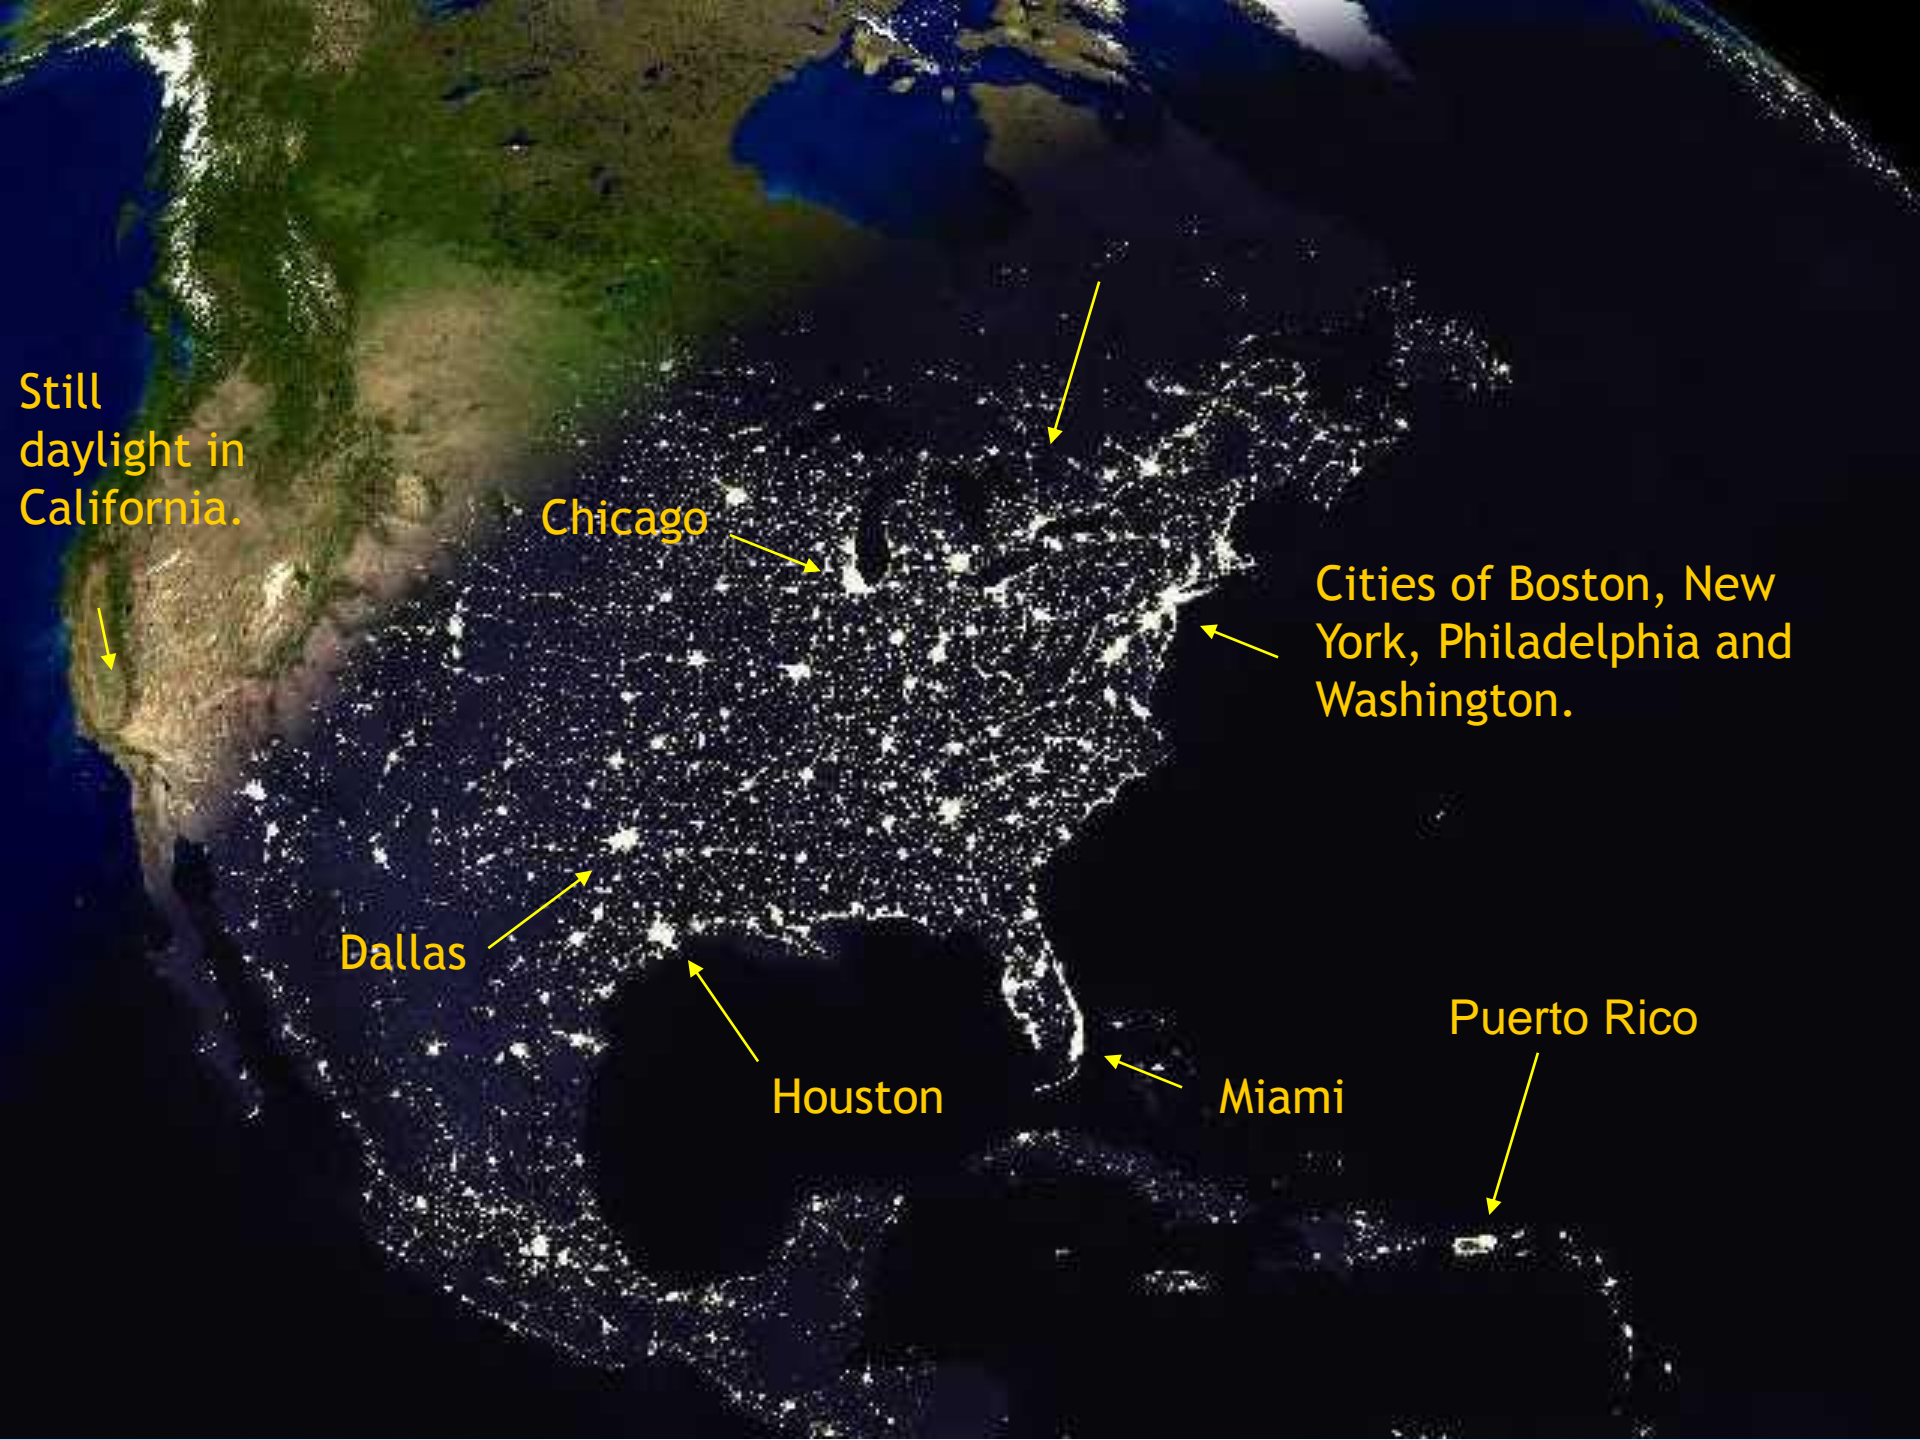 Still
daylight in
California.
Chicago
Cities of Boston, New
York, Philadelphia and
Washington.
Dallas
Puerto Rico
Houston
Miami